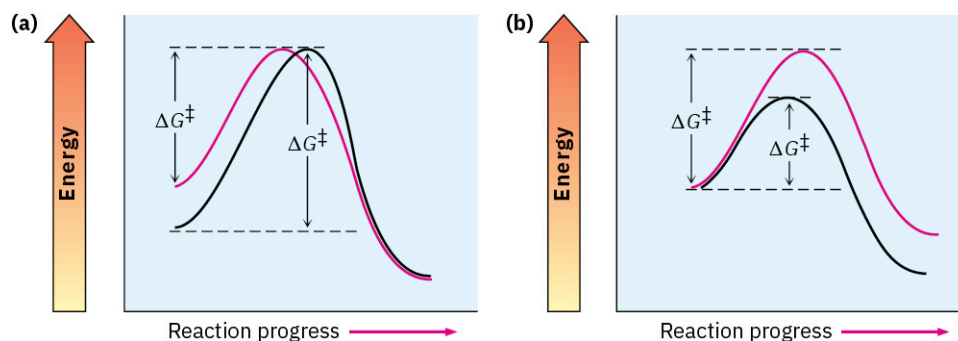 (a)
Energy
ΔG‡
ΔG‡
Reaction progress
(b)
Energy
ΔG‡
ΔG‡
Reaction progress